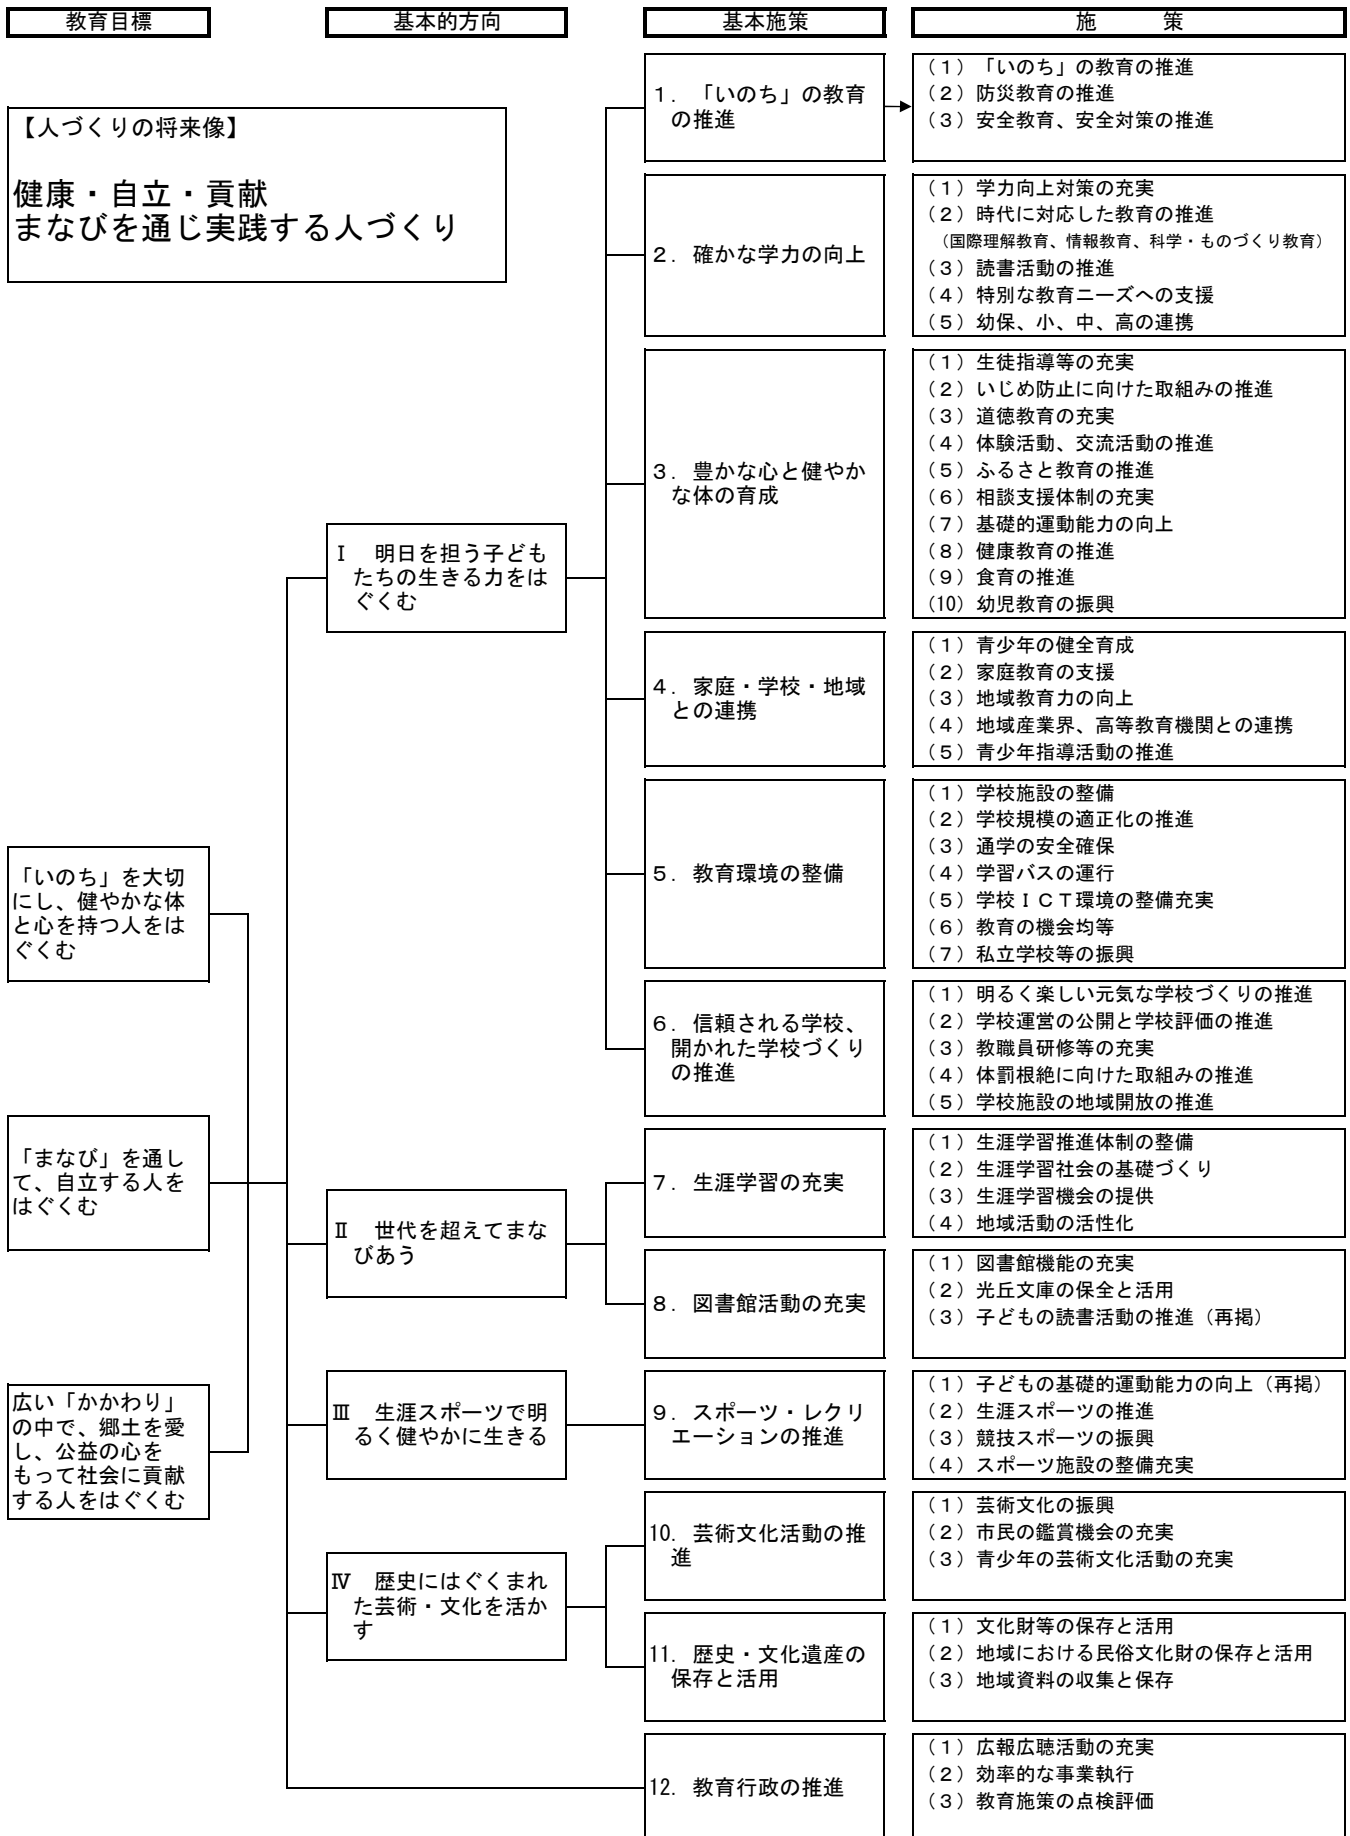 教育目標
基本的方向
基本施策
施　　策
【人づくりの将来像】
健康・自立・貢献
まなびを通じ実践する人づくり
「いのち」を大切
にし、健やかな体
と心を持つ人をは
ぐくむ
「まなび」を通し
て、自立する人を
はぐくむ
広い「かかわり」
の中で、郷土を愛
し、公益の心を
もって社会に貢献
する人をはぐくむ
Ⅰ　明日を担う子ども
たちの生きる力をは
ぐくむ
1．「いのち」の教育
の推進
（１）「いのち」の教育の推進
（２）防災教育の推進
（３）安全教育、安全対策の推進
２．確かな学力の向上
（１）学力向上対策の充実
（２）時代に対応した教育の推進
（国際理解教育、情報教育、科学・ものづくり教育）
（３）読書活動の推進
（４）特別な教育ニーズへの支援
（５）幼保、小、中、高の連携
３．豊かな心と健やか
な体の育成
（１）生徒指導等の充実
（２）いじめ防止に向けた取組みの推進
（３）道徳教育の充実
（４）体験活動、交流活動の推進
（５）ふるさと教育の推進
（６）相談支援体制の充実
（７）基礎的運動能力の向上
（８）健康教育の推進
（９）食育の推進
（10）幼児教育の振興
４．家庭・学校・地域
との連携
（１）青少年の健全育成
（２）家庭教育の支援
（３）地域教育力の向上
（４）地域産業界、高等教育機関との連携
（５）青少年指導活動の推進
５．教育環境の整備
（１）学校施設の整備
（２）学校規模の適正化の推進
（３）通学の安全確保
（４）学習バスの運行
（５）学校ＩＣＴ環境の整備充実
（６）教育の機会均等
（７）私立学校等の振興
６．信頼される学校、
開かれた学校づくり
の推進
（１）明るく楽しい元気な学校づくりの推進
（２）学校運営の公開と学校評価の推進
（３）教職員研修等の充実
（４）体罰根絶に向けた取組みの推進
（５）学校施設の地域開放の推進
Ⅱ　世代を超えてまな
びあう
７．生涯学習の充実
（１）生涯学習推進体制の整備
（２）生涯学習社会の基礎づくり
（３）生涯学習機会の提供
（４）地域活動の活性化
８．図書館活動の充実
（１）図書館機能の充実
（２）光丘文庫の保全と活用
（３）子どもの読書活動の推進（再掲）
Ⅲ　生涯スポーツで明
るく健やかに生きる
９．スポーツ・レクリ
エーションの推進
（１）子どもの基礎的運動能力の向上（再掲）
（２）生涯スポーツの推進
（３）競技スポーツの振興
（４）スポーツ施設の整備充実
Ⅳ　歴史にはぐくまれ
た芸術・文化を活か
す
10．芸術文化活動の推
進
（１）芸術文化の振興
（２）市民の鑑賞機会の充実
（３）青少年の芸術文化活動の充実
11．歴史・文化遺産の
保存と活用
（１）文化財等の保存と活用
（２）地域における民俗文化財の保存と活用
（３）地域資料の収集と保存
12．教育行政の推進
（１）広報広聴活動の充実
（２）効率的な事業執行
（３）教育施策の点検評価